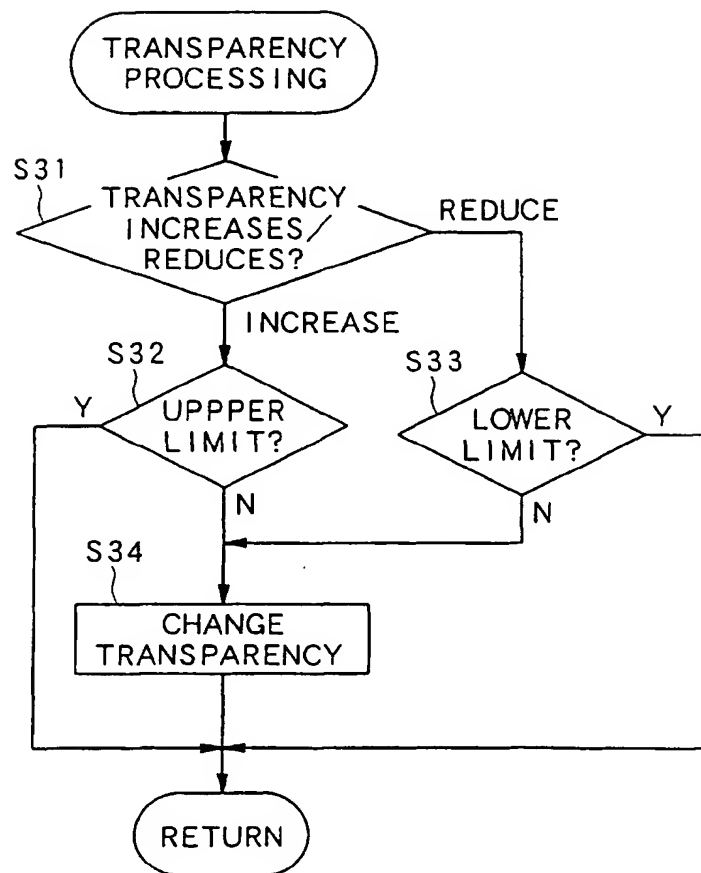 TRANSPARENCY
PROCESSING
S31
TRANSPARENCY
INCREASES/
REDUCES?
REDUCE
INCREASE
S32
S33
Y
UPPPER
LIMIT?
LOWER
LIMIT?
Y
N
N
S34
CHANGE
TRANSPARENCY
RETURN